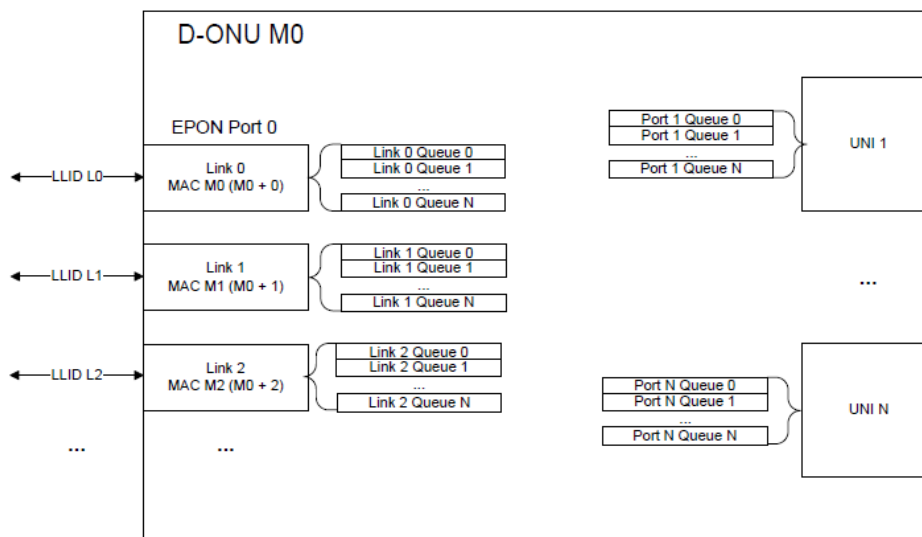 D-ONU M0
EPON Port 0
LLID L0
Link 0
MAC M0 (M0 + 0)
Link 0 Queue 0
Link 0 Queue 1
...
Link 0 Queue N
LLID L1
Link 1
MAC M1 (M0 + 1)
Link 1 Queue 0
Link 1 Queue 1
...
Link 1 Queue N
LLID L2
Link 2
MAC M2 (M0 + 2)
Link 2 Queue 0
Link 2 Queue 1
...
Link 2 Queue N
...
...
Port 1 Queue 0
Port 1 Queue 1
...
Port 1 Queue N
UNI 1
...
Port N Queue 0
Port N Queue 1
...
Port N Queue N
UNI N